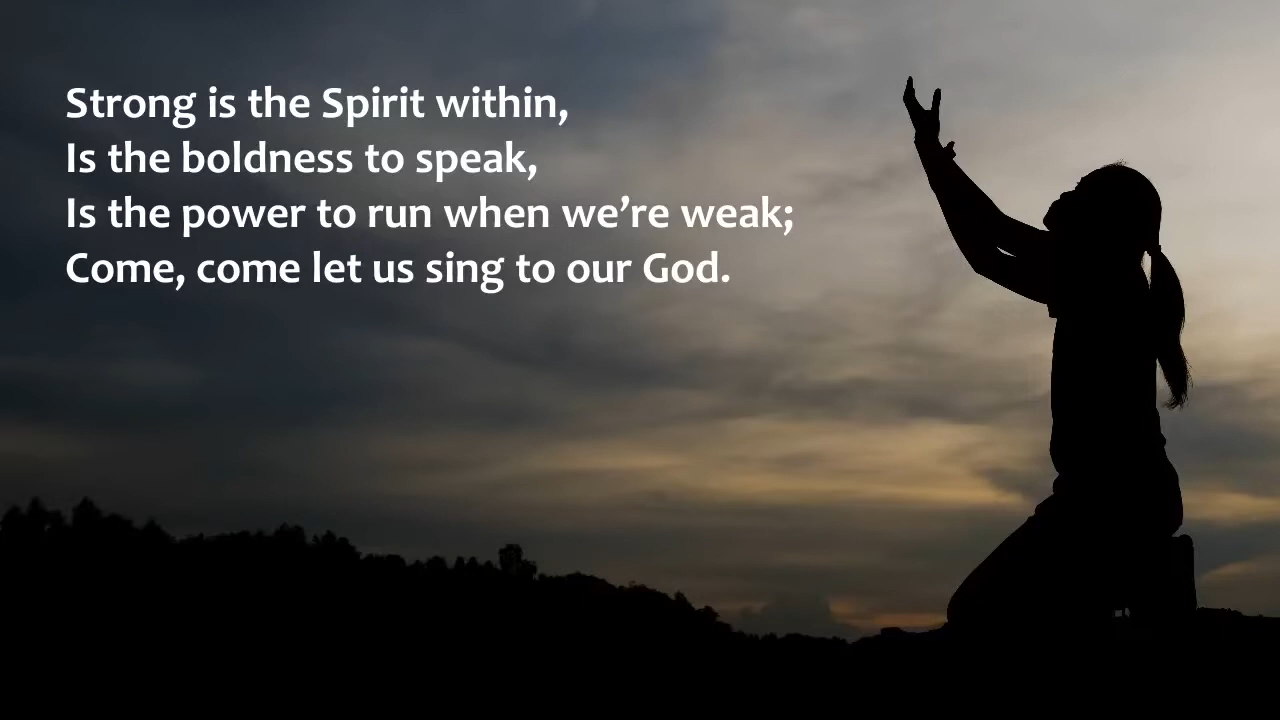 Strong is the Spirit within,
Is the boldness to speak,
Is the power to run when we’re weak;
Come, come let us sing to our God.